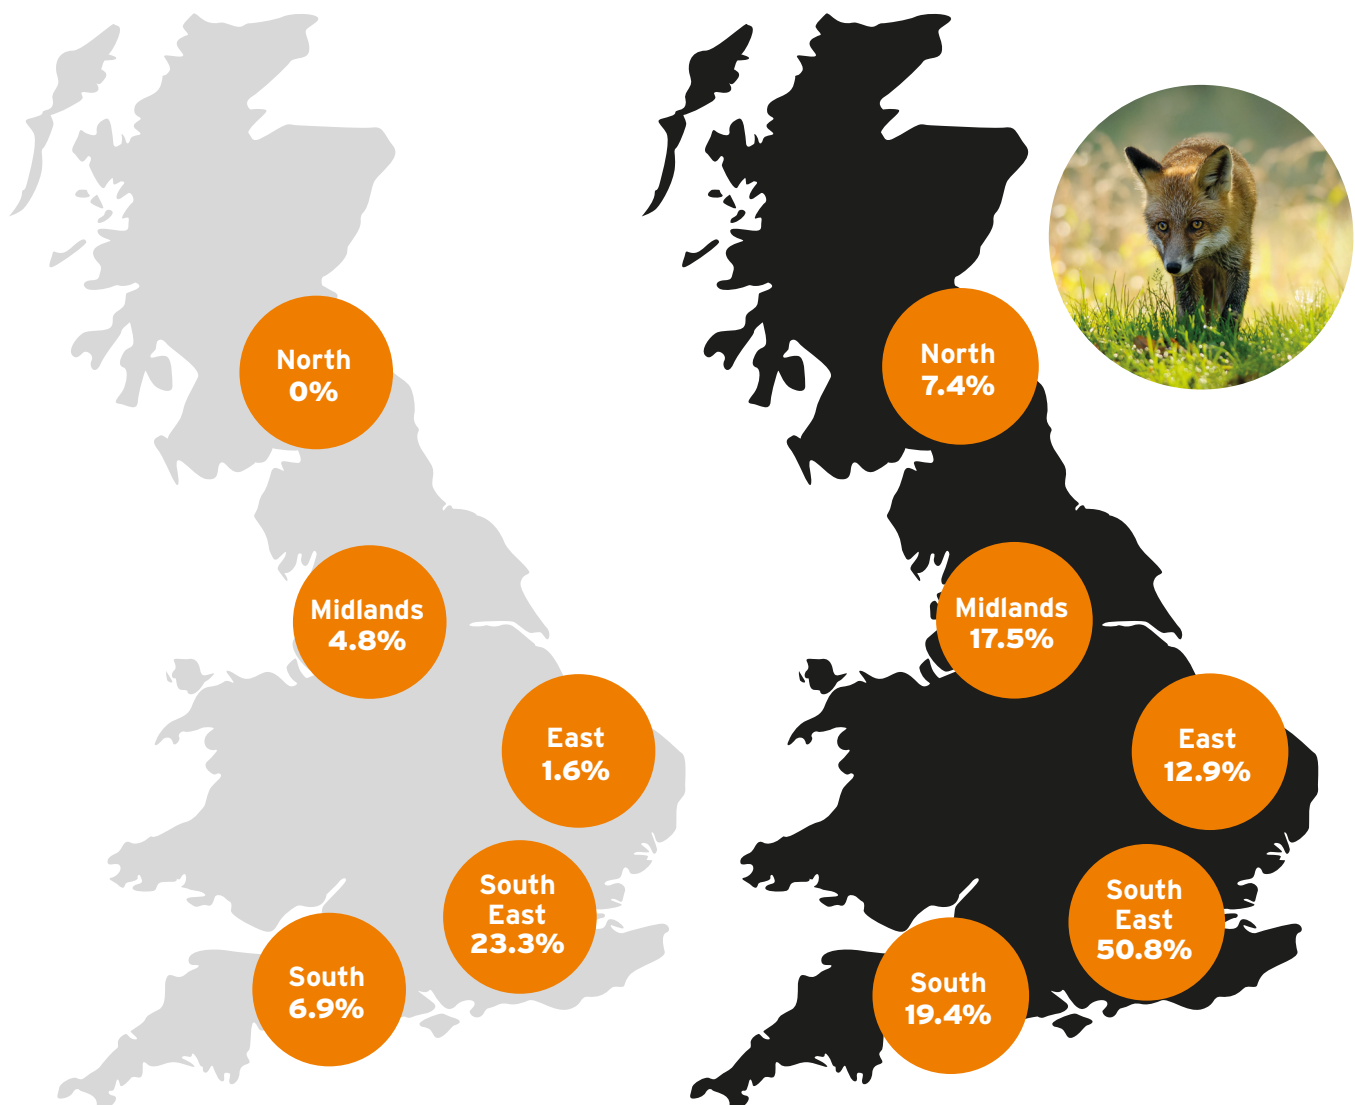 North
0%
Midlands
4.8%
East
1.6%
South
East
23.3%
South
6.9%
North
7.4%
Midlands
17.5%
East
12.9%
South
East
50.8%
South
19.4%